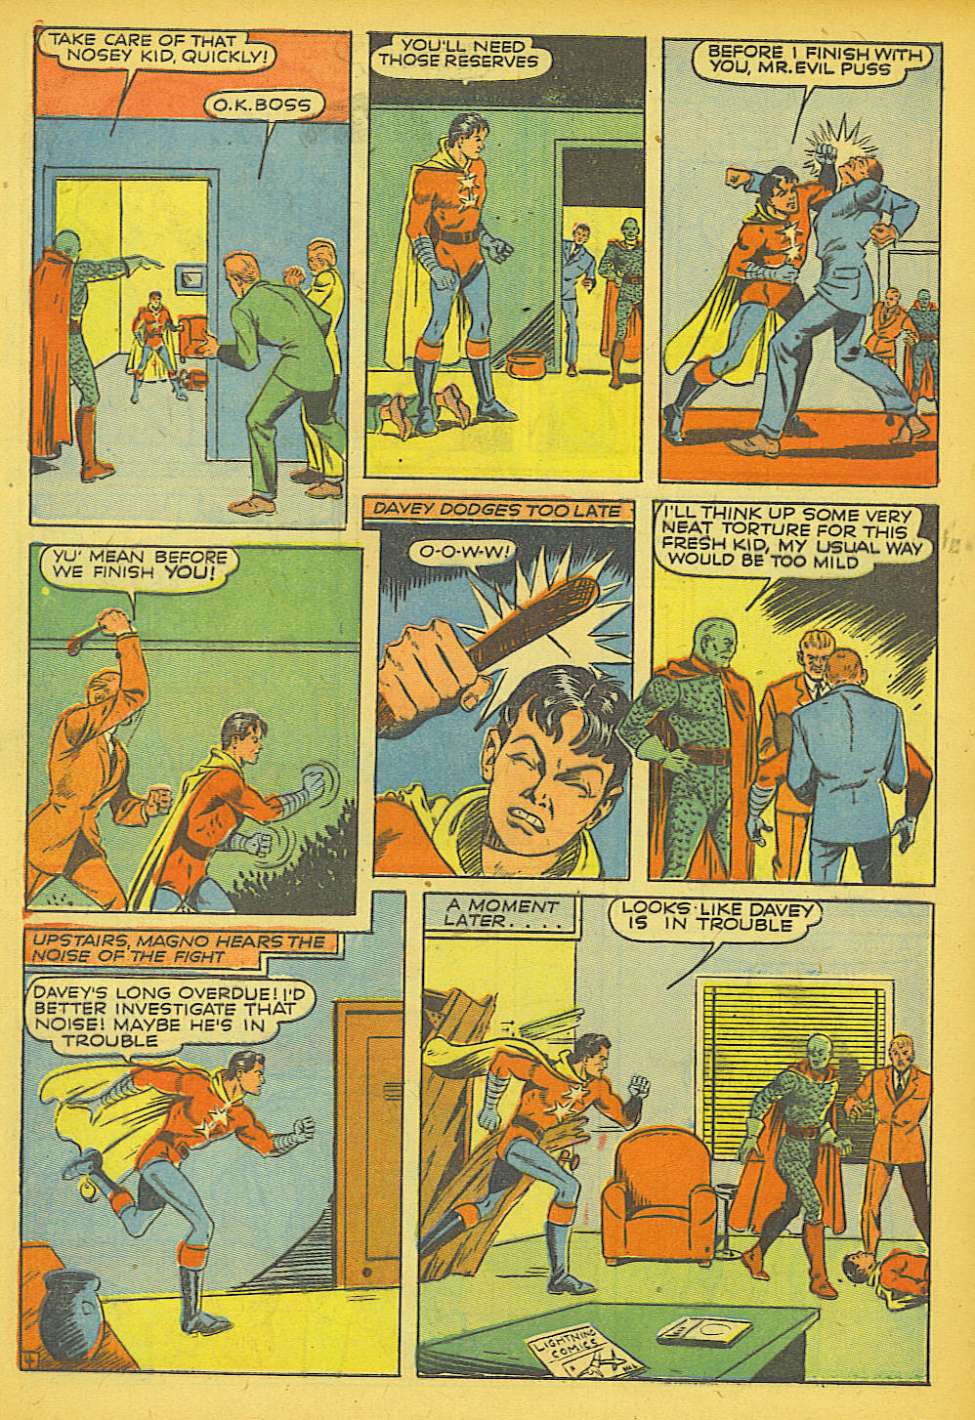 TAKE CARE OF THAT
NOSEY KID, QUICKLY!
O.K. BOSS
YOU'LL NEED
THOSE RESERVES
BEFORE I FINISH WITH
YOU, MR. EVIL PUSS
YU' MEAN BEFORE
WE FINISH YOU!
DAVEY DODGES TOO LATE
O-O-W-W!
I'LL THINK UP SOME VERY
NEAT TORTURE FOR THIS
FRESH KID, MY USUAL WAY
WOULD BE TOO MILD
UPSTAIRS, MAGNO HEARS THE
NOISE OF THE FIGHT
DAVEY'S LONG OVERDUE! I'D
BETTER INVESTIGATE THAT
NOISE! MAYBE HE'S IN
TROUBLE
A MOMENT
LATER....
LOOKS LIKE DAVEY
IS IN TROUBLE
LIGHTNING
COMICS